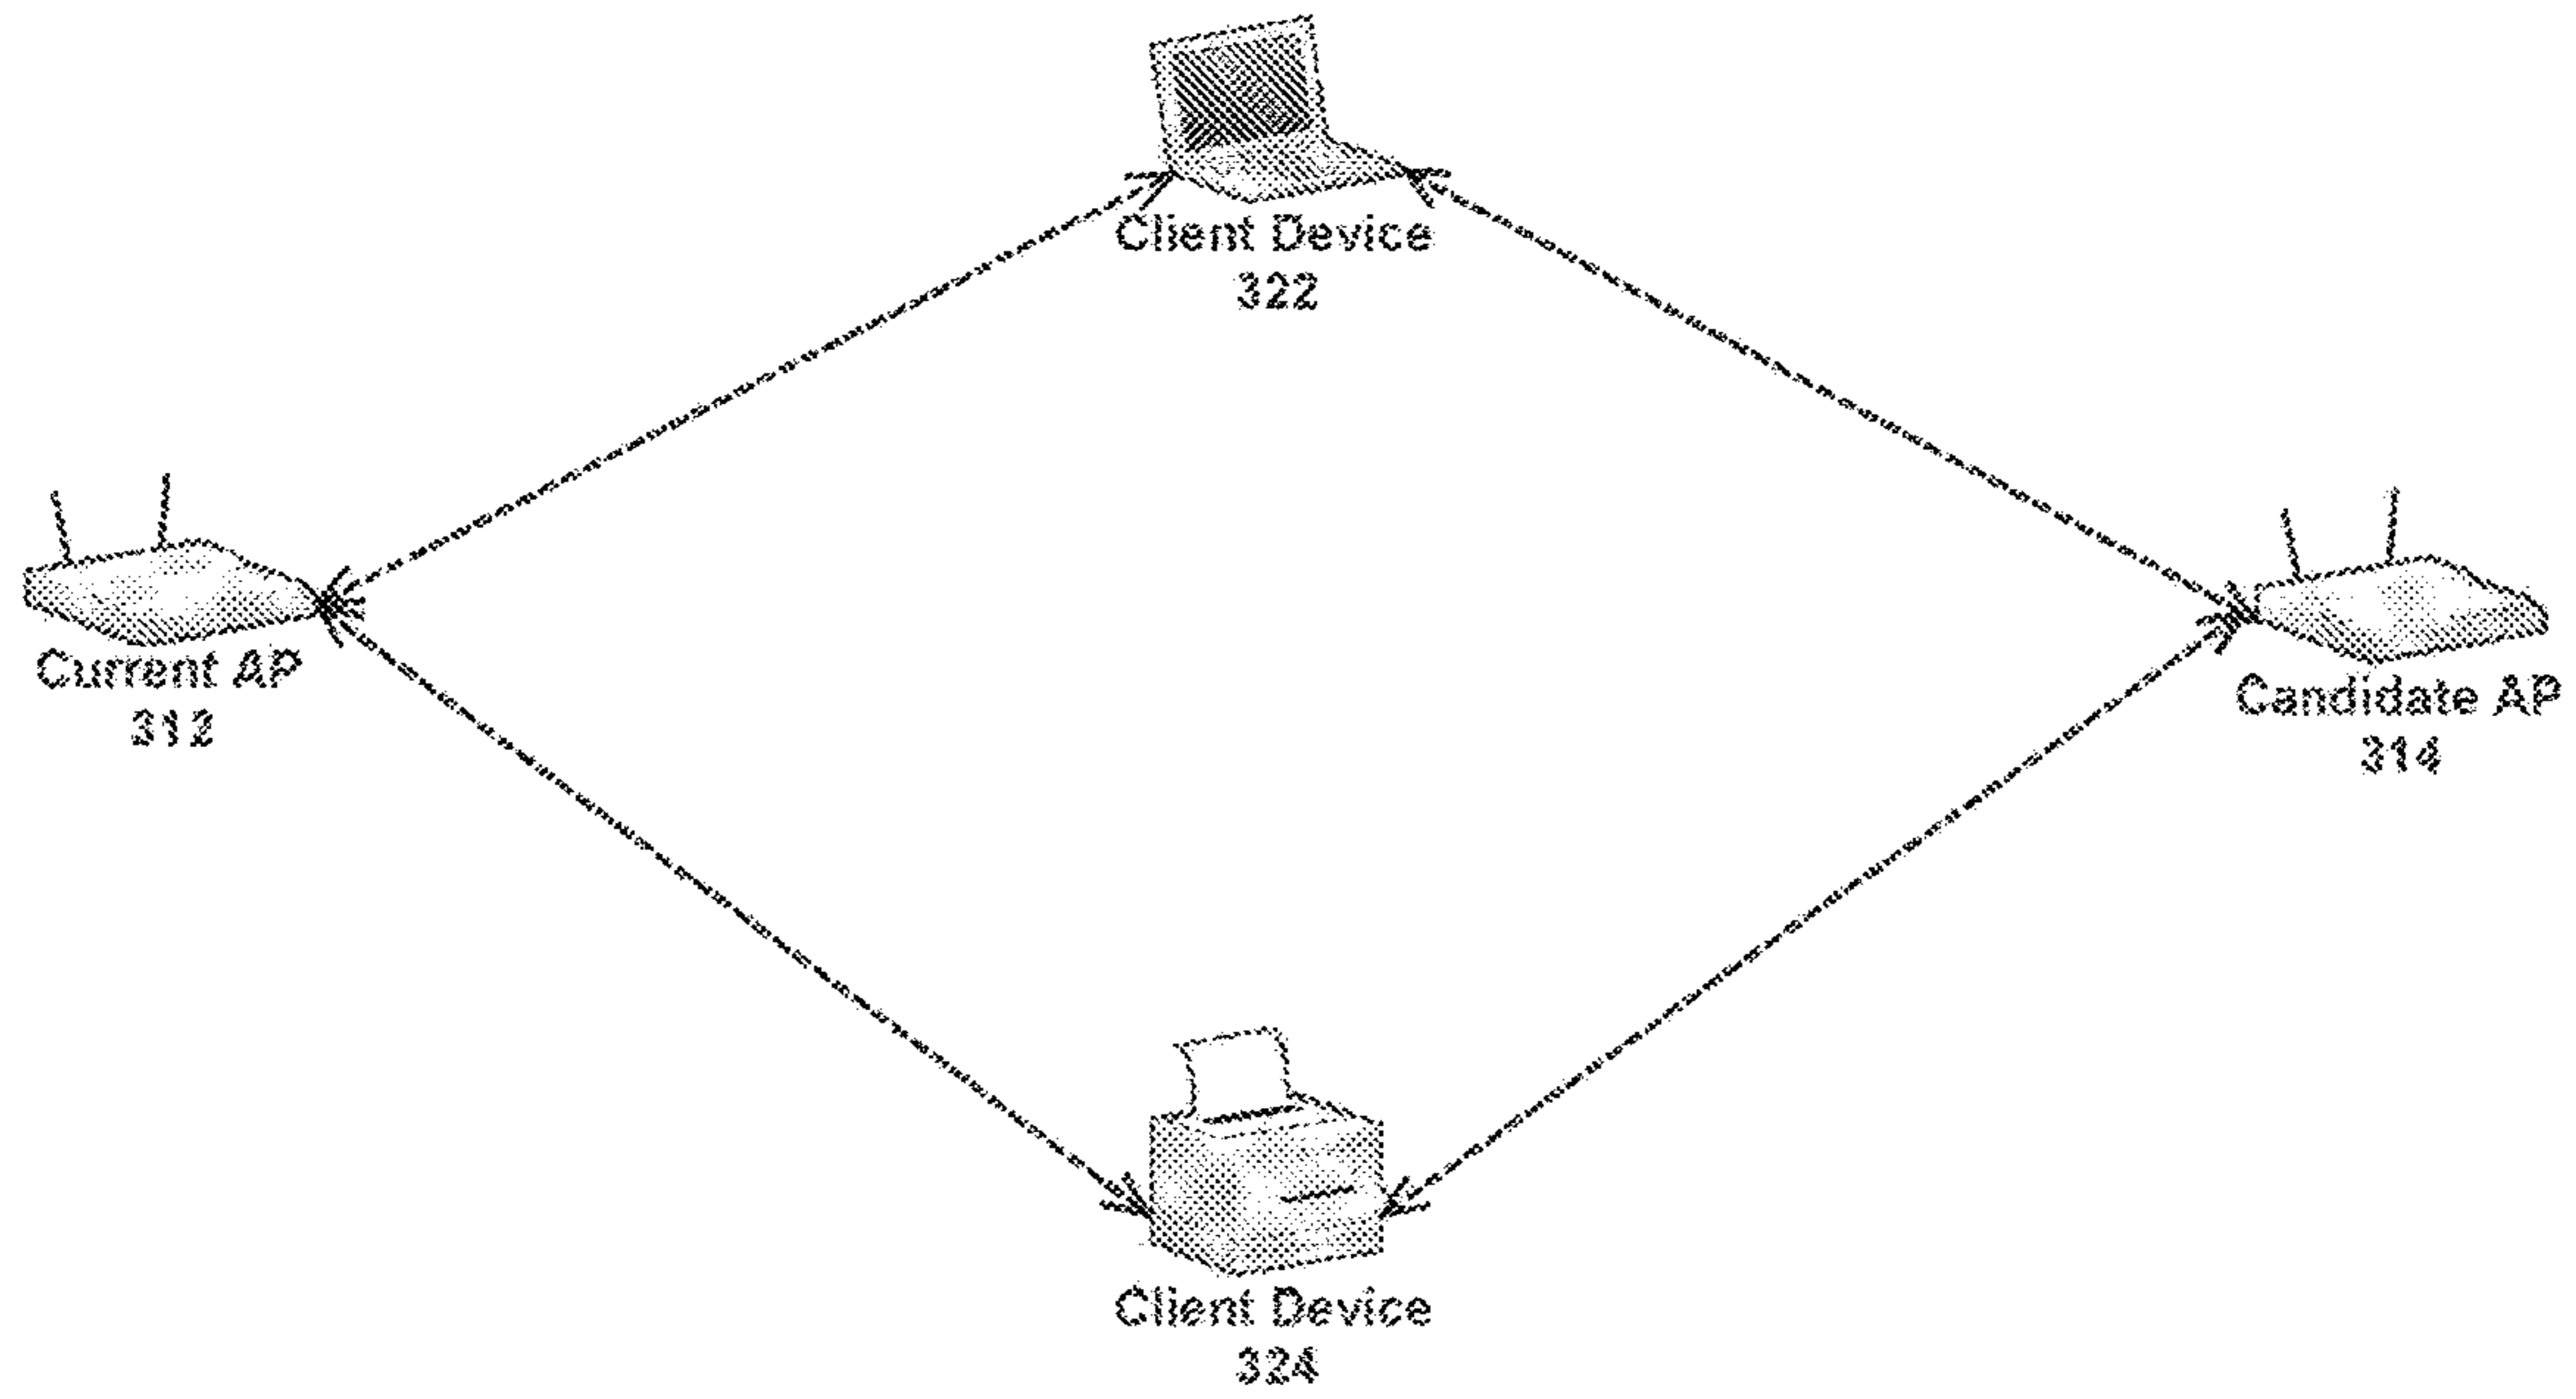 Client Device
322
Current AP
312
Candidate AP
314
Client Device
324